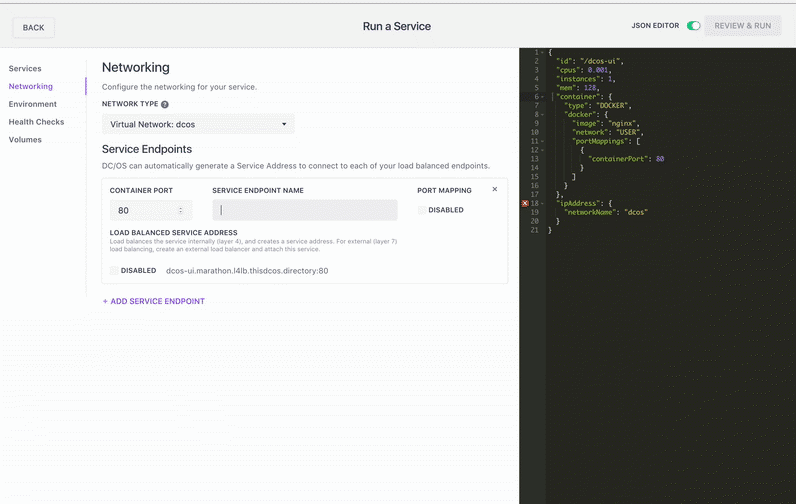 BACK
Run a Service
JSON EDITOR
REVIEW & RUN
Services
Networking
Environment
Health Checks
Volumes
Networking
Configure the networking for your service.
NETWORK TYPE ?
Virtual Network: dcos
Service Endpoints
DC/OS can automatically generate a Service Address to connect to each of your load balanced endpoints.
CONTAINER PORT
SERVICE ENDPOINT NAME
PORT MAPPING
80
DISABLED
LOAD BALANCED SERVICE ADDRESS
Load balances the service internally (layer 4), and creates a service address. For external (layer 7)
load balancing, create an external load balancer and attach this service.
DISABLED dcos-ui.marathon.l4lb.thisdcos.directory:80
+ ADD SERVICE ENDPOINT
1 {
2 "id": "/dcos-ui",
3 "cpus": 0.001,
4 "instances": 1,
5 "mem": 128,
6 "container": {
7 "type": "DOCKER",
8 "docker": {
9 "image": "nginx",
10 "network": "USER",
11 "portMappings": [
12 {
13 "containerPort": 80
14 }
15 ]
16 }
17 },
18 "ipAddress": {
19 "networkName": "dcos"
20 }
21 }